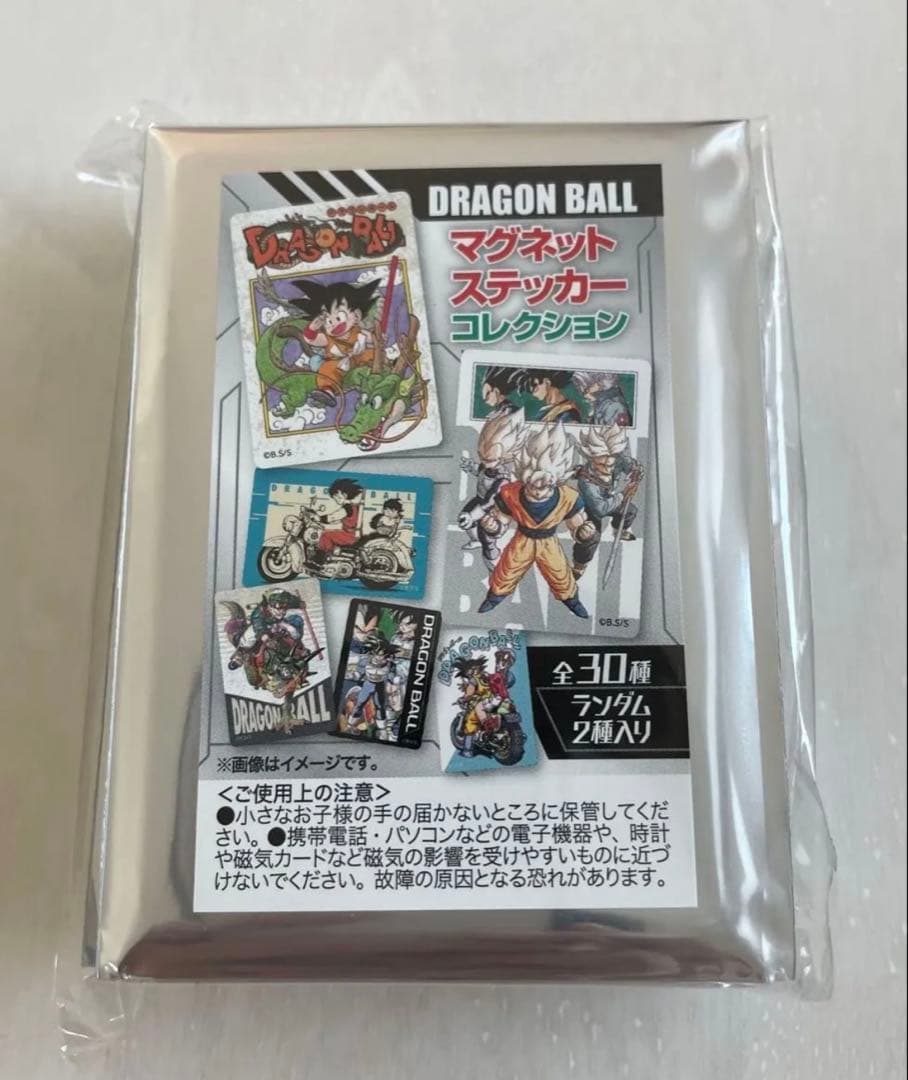 DRAGON BALL
マグネット
ステッカー
コレクション
DRAGON BALL
©B.S/S
DRAGON BALL
©B.S/S
DRAGON BALL
DRAGON BALL
DRAGON BALL
全30種
ランダム
2種入り
※画像はイメージです。
<ご使用上の注意>
●小さなお子様の手の届かないところに保管してくだ
さい。●携帯電話・パソコンなどの電子機器や、時計
や磁気カードなど磁気の影響を受けやすいものに近づ
けないでください。故障の原因となる恐れがあります。